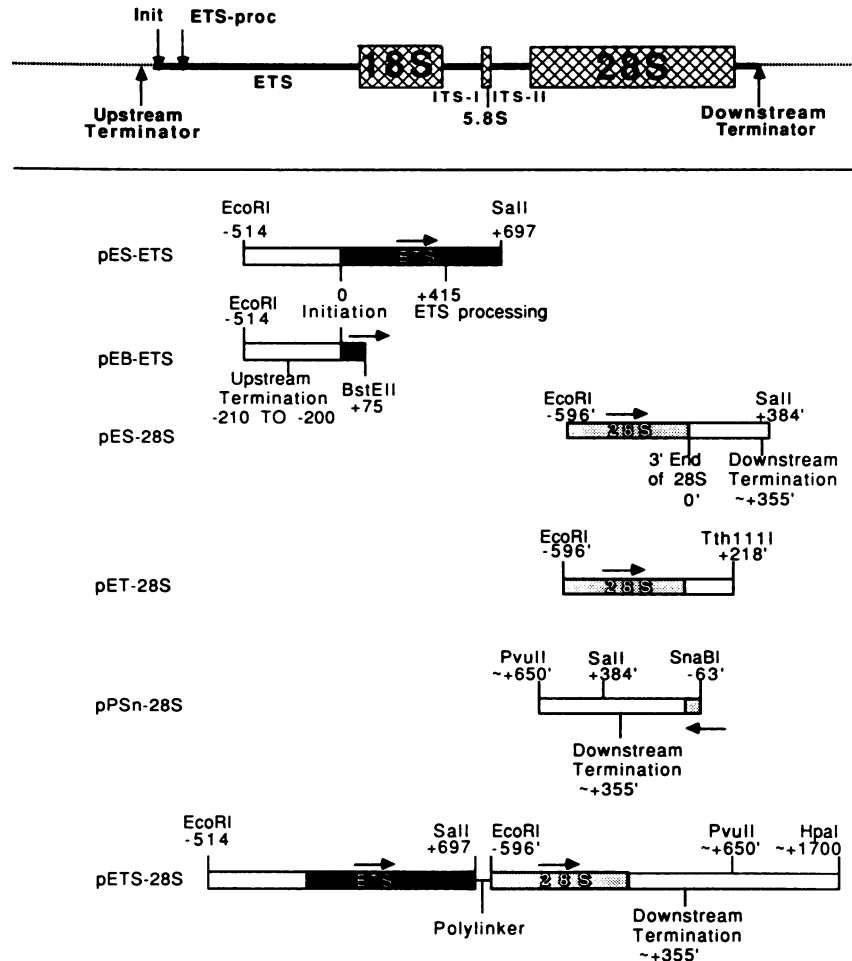 Init
ETS-proc
18S
28S
ETS
ITS-I
ITS-II
5.8S
Upstream
Terminator
Downstream
Terminator
EcoRI
-514
SalI
+697
pES-ETS
ETS
0
+415
Initiation
ETS processing
EcoRI
-514
pEB-ETS
Upstream
Termination
-210 TO -200
BstEII
+75
EcoRI
-596'
SalI
+384'
pES-28S
28S
3' End
of 28S
0'
Downstream
Termination
~+355'
EcoRI
-596'
Tth111I
+218'
pET-28S
28S
PvuII
~+650'
SalI
+384'
SnaBI
-63'
pPSn-28S
Downstream
Termination
~+355'
EcoRI
-514
SalI
+697
EcoRI
-596'
PvuII
~+650'
HpaI
~+1700
pETS-28S
ETS
28S
Polylinker
Downstream
Termination
~+355'